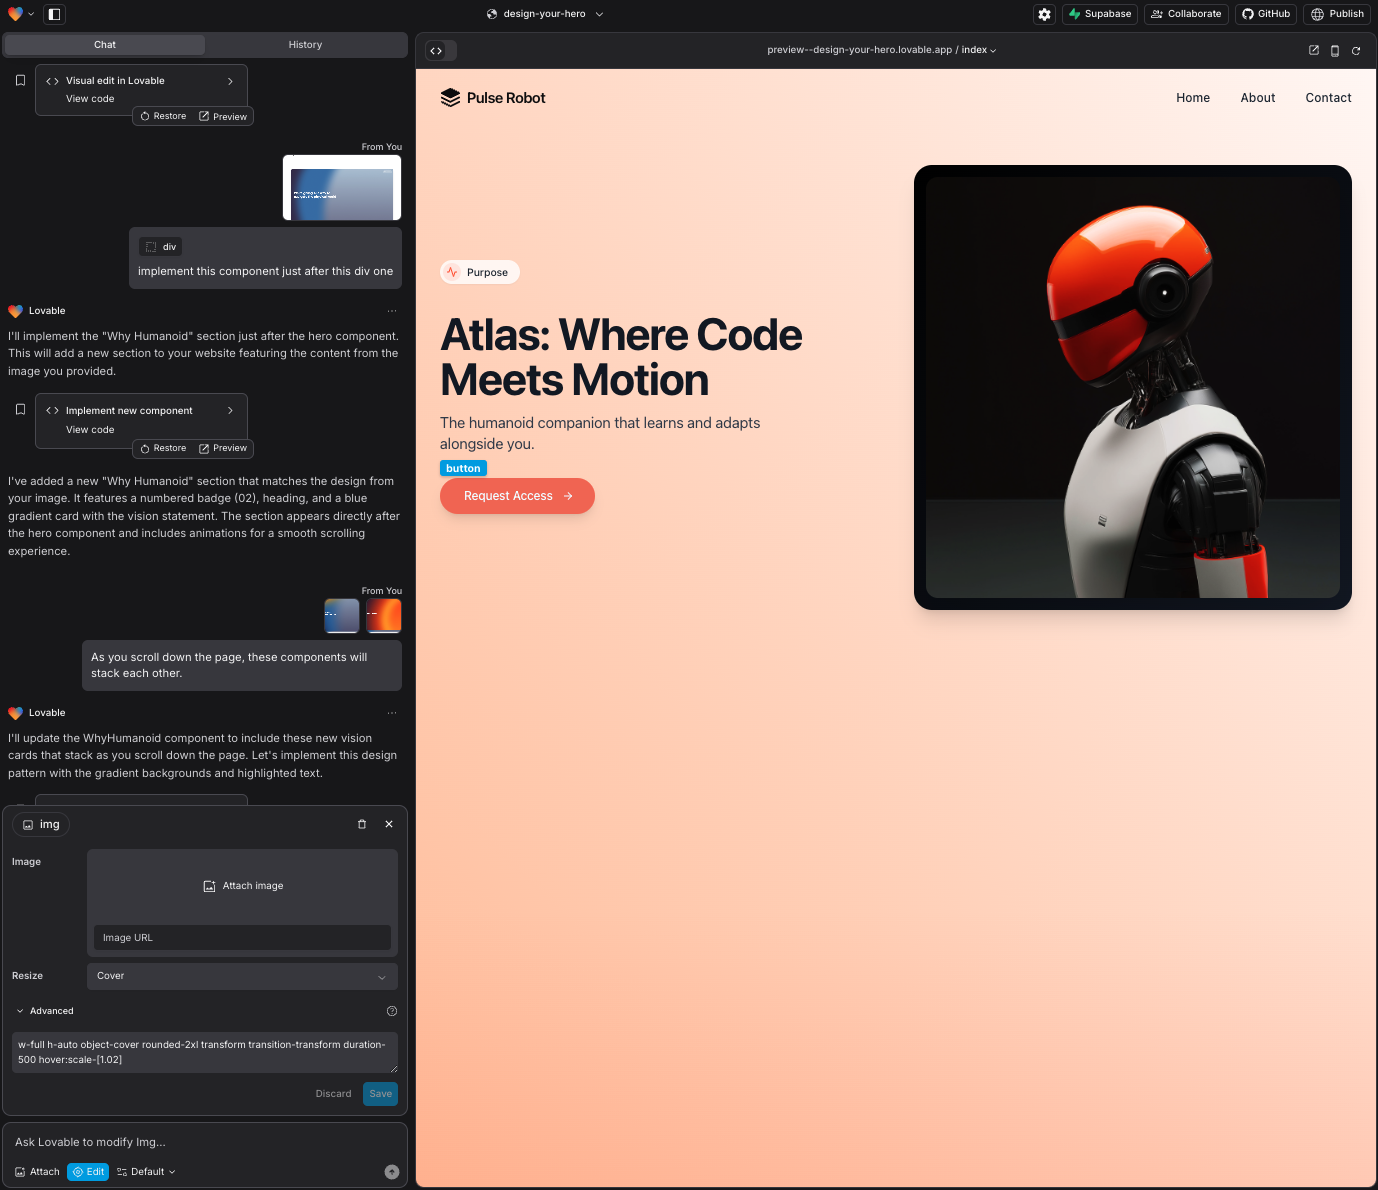 design-your-hero
Supabase
Collaborate
GitHub
Publish
Chat
History
Visual edit in Lovable
View code
Restore
Preview
From You
div
implement this component just after this div one
Lovable
I'll implement the "Why Humanoid" section just after the hero component.
This will add a new section to your website featuring the content from the
image you provided.
Implement new component
View code
Restore
Preview
I've added a new "Why Humanoid" section that matches the design from
your image. It features a numbered badge (02), heading, and a blue
gradient card with the vision statement. The section appears directly after
the hero component and includes animations for a smooth scrolling
experience.
From You
As you scroll down the page, these components will
stack each other.
Lovable
I'll update the WhyHumanoid component to include these new vision
cards that stack as you scroll down the page. Let's implement this design
pattern with the gradient backgrounds and highlighted text.
img
Image
Attach image
Image URL
Resize
Cover
Advanced
w-full h-auto object-cover rounded-2xl transform transition-transform duration-
500 hover:scale-[1.02]
Discard
Save
Ask Lovable to modify Img...
Attach
Edit
Default
preview--design-your-hero.lovable.app / index
Pulse Robot
Home
About
Contact
Purpose
Atlas: Where Code
Meets Motion
The humanoid companion that learns and adapts
alongside you.
button
Request Access